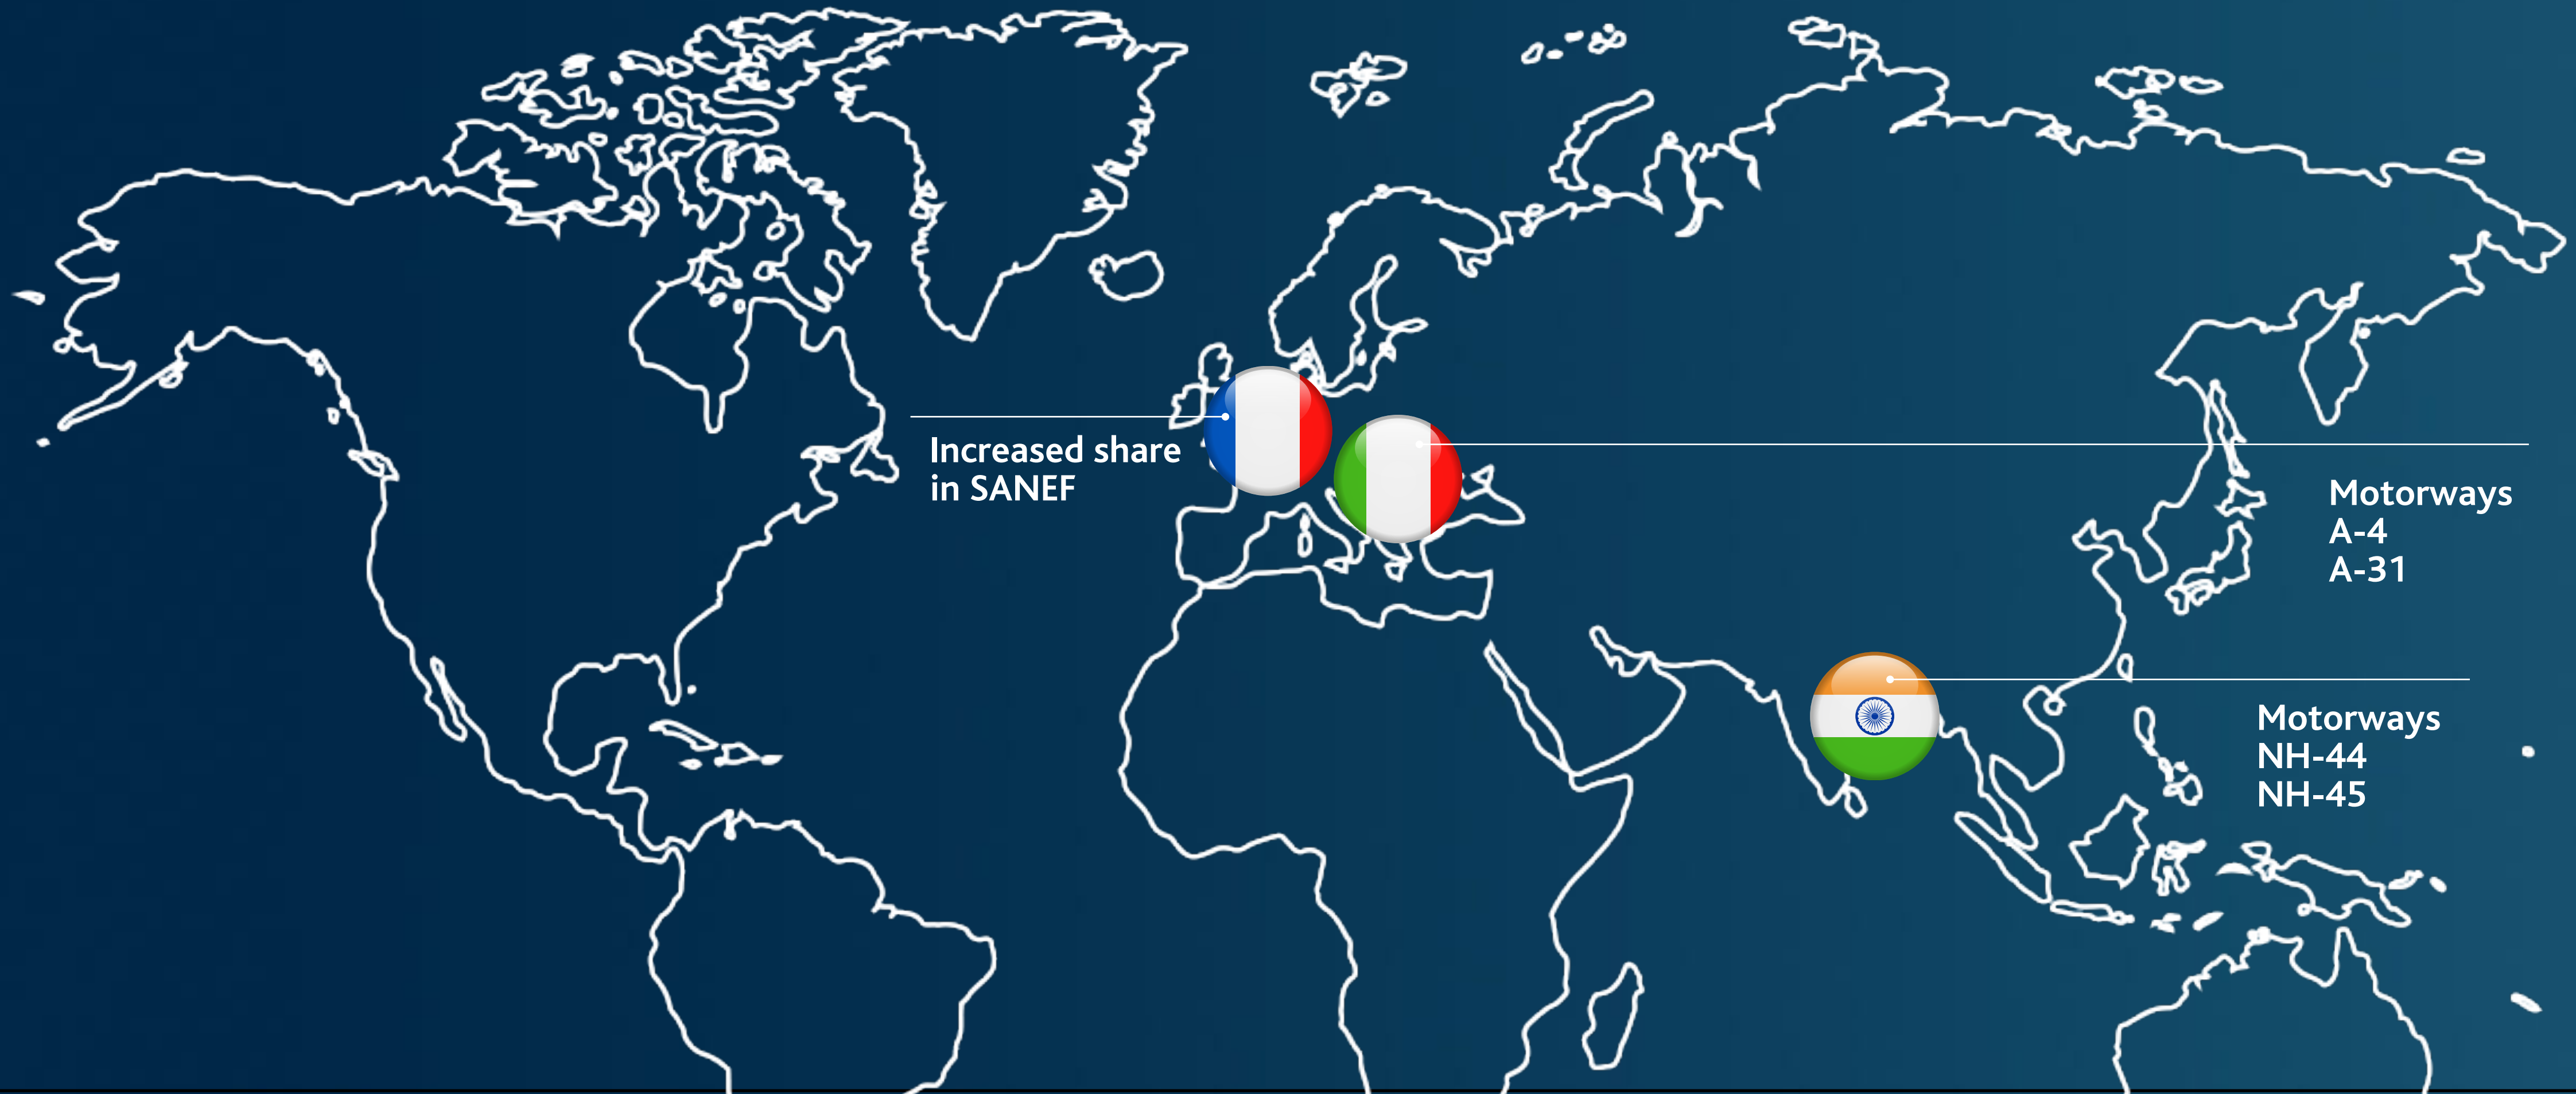 Increased share
in SANEF
Motorways
A-4
A-31
Motorways
NH-44
NH-45